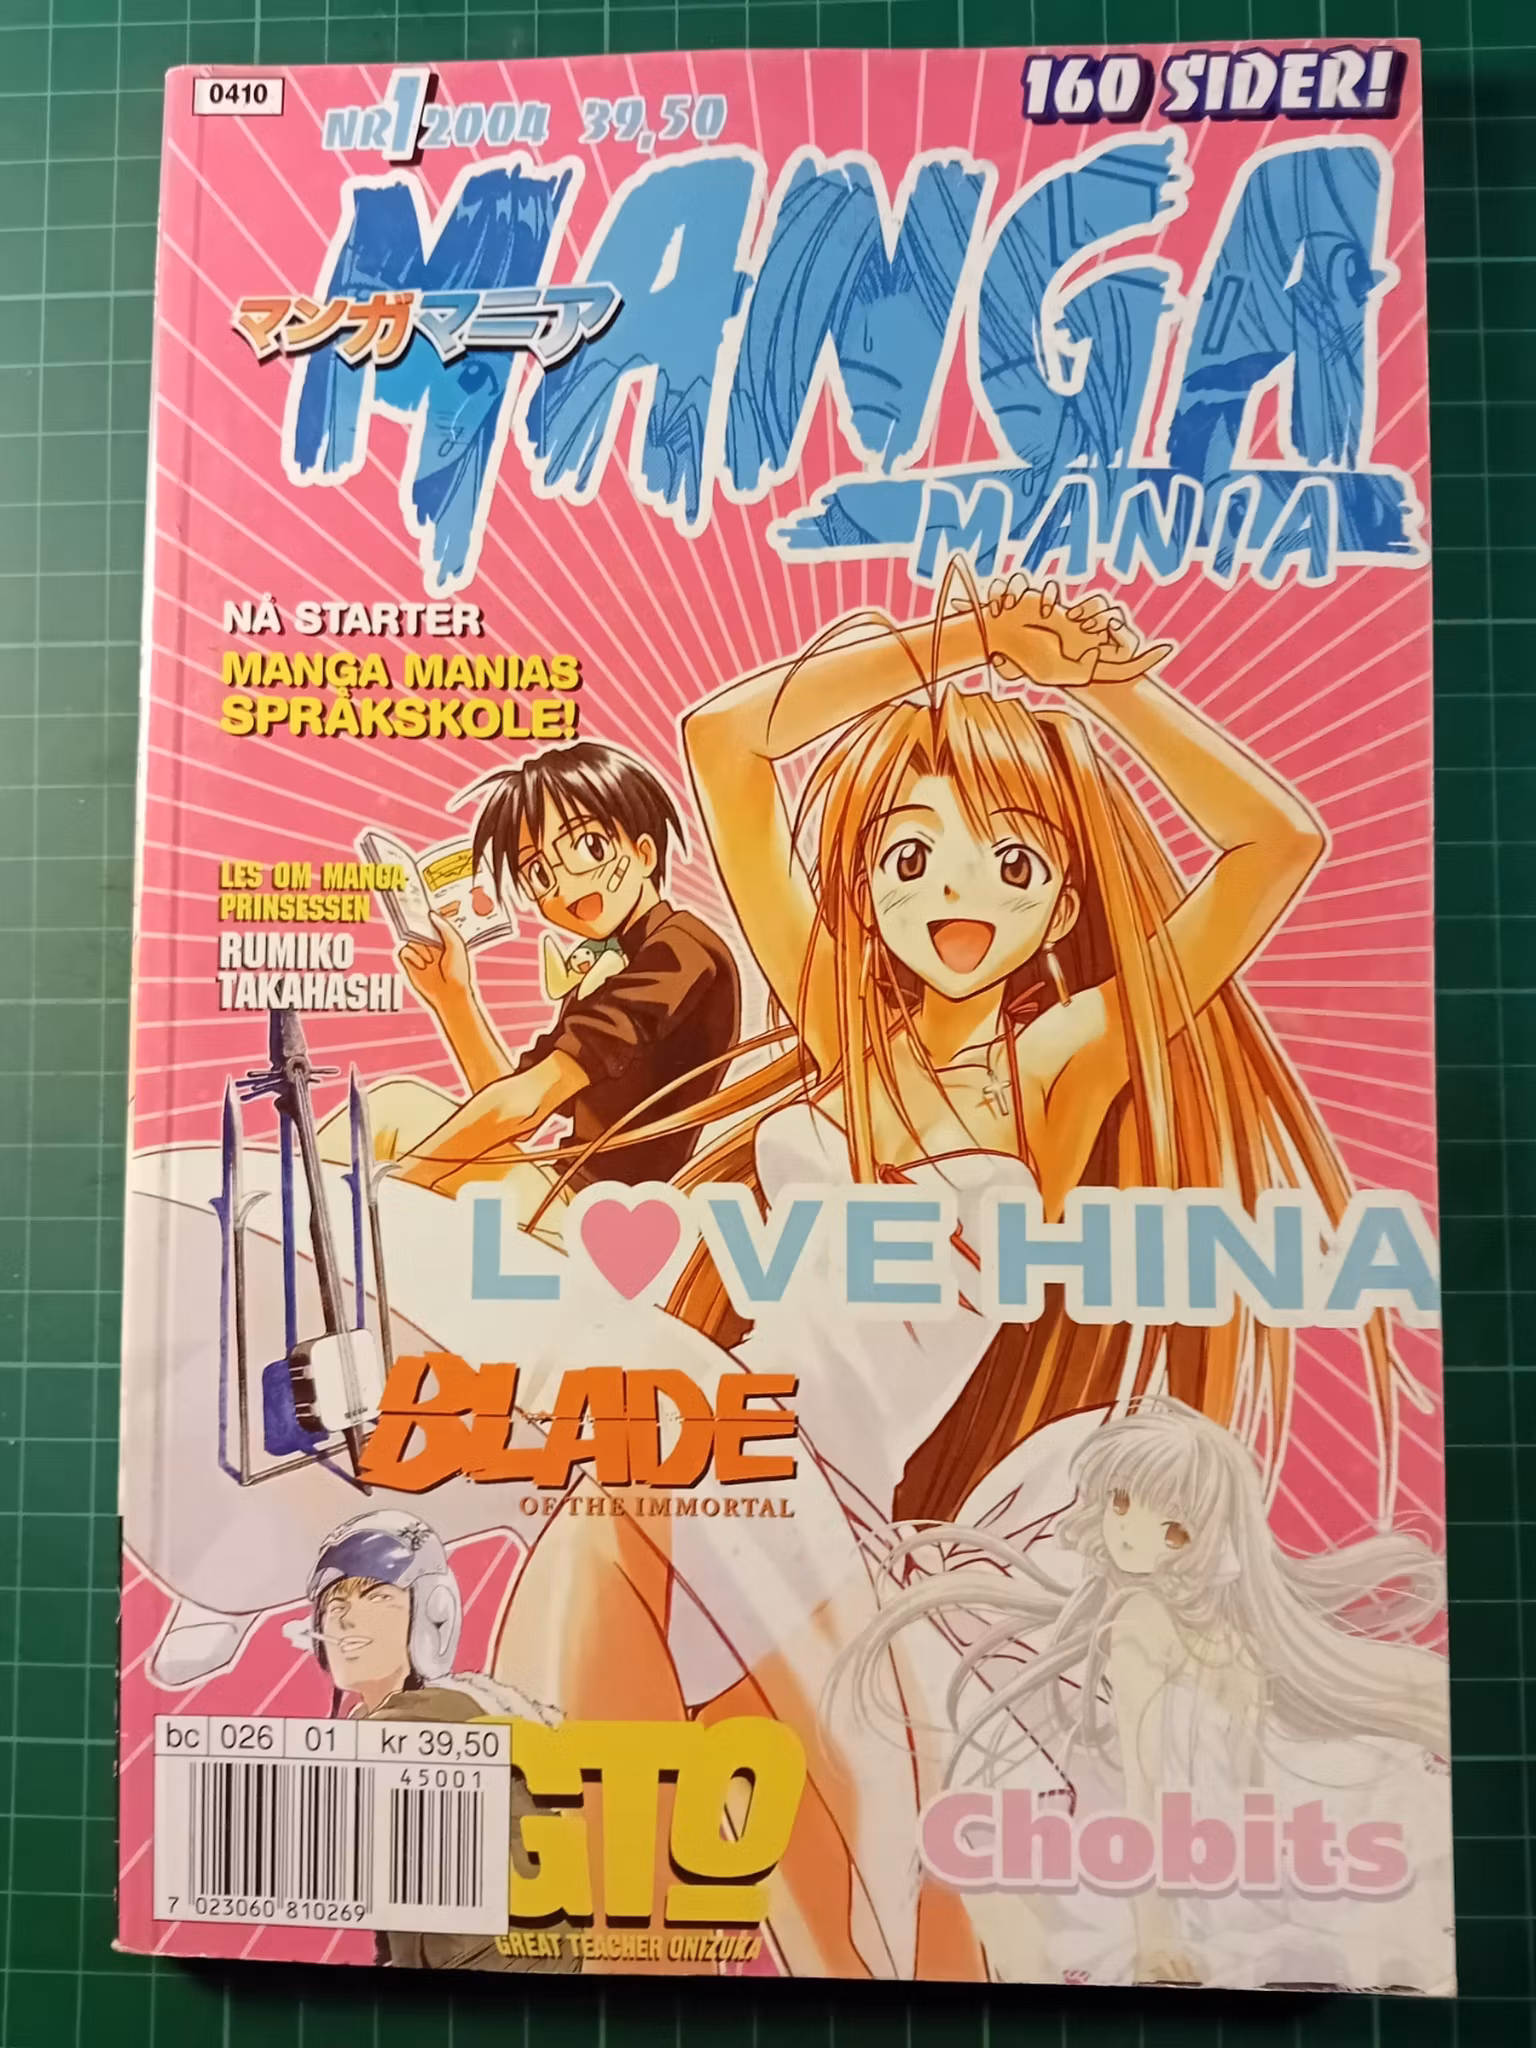 0410
NR1 2004 39,50
160 SIDER!
MANGA
マンガマニア
MANIA
NÅ STARTER
MANGA MANIAS
SPRÅKSKOLE!
LES OM MANGA-
PRINSESSEN
RUMIKO
TAKAHASHI
LOVE HINA
BLADE
OF THE IMMORTAL
bc 026 01 kr 39,50
45001
7 023060 810269
GTO
GREAT TEACHER ONIZUKA
Chobits